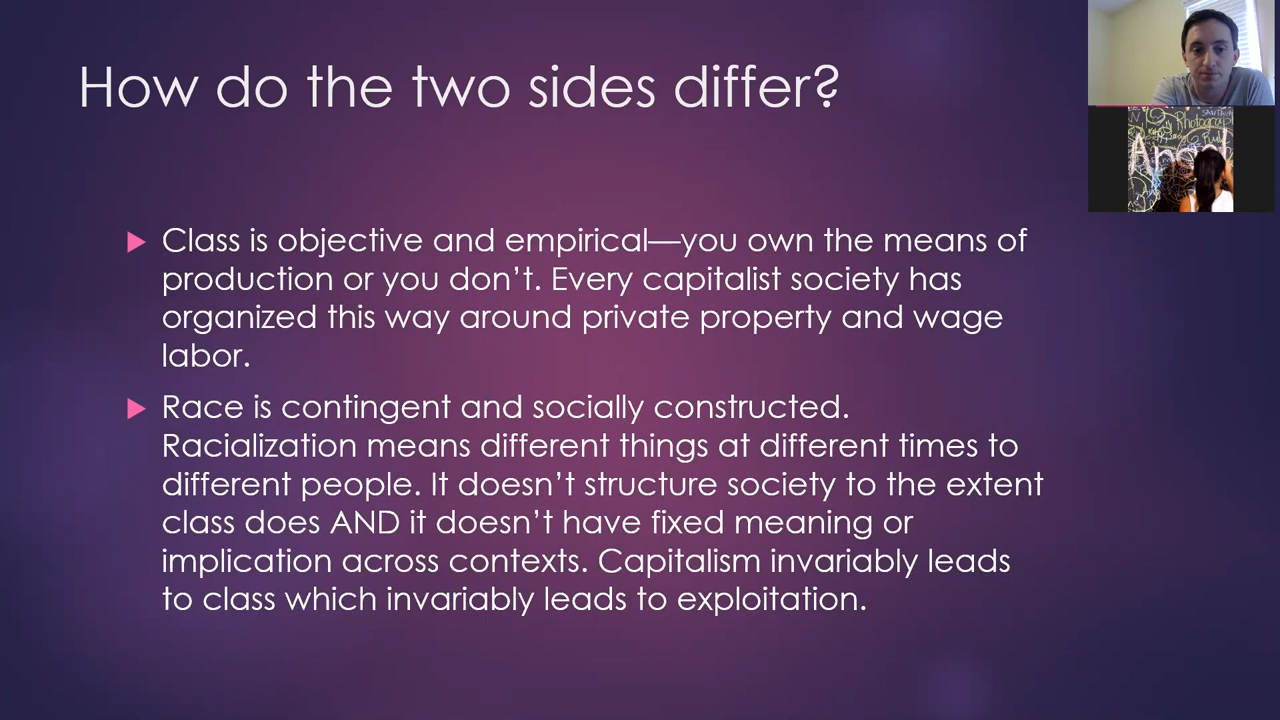 How do the two sides differ?
Class is objective and empirical—you own the means of
production or you don’t. Every capitalist society has
organized this way around private property and wage
labor.
Race is contingent and socially constructed.
Racialization means different things at different times to
different people. It doesn’t structure society to the extent
class does AND it doesn’t have fixed meaning or
implication across contexts. Capitalism invariably leads
to class which invariably leads to exploitation.